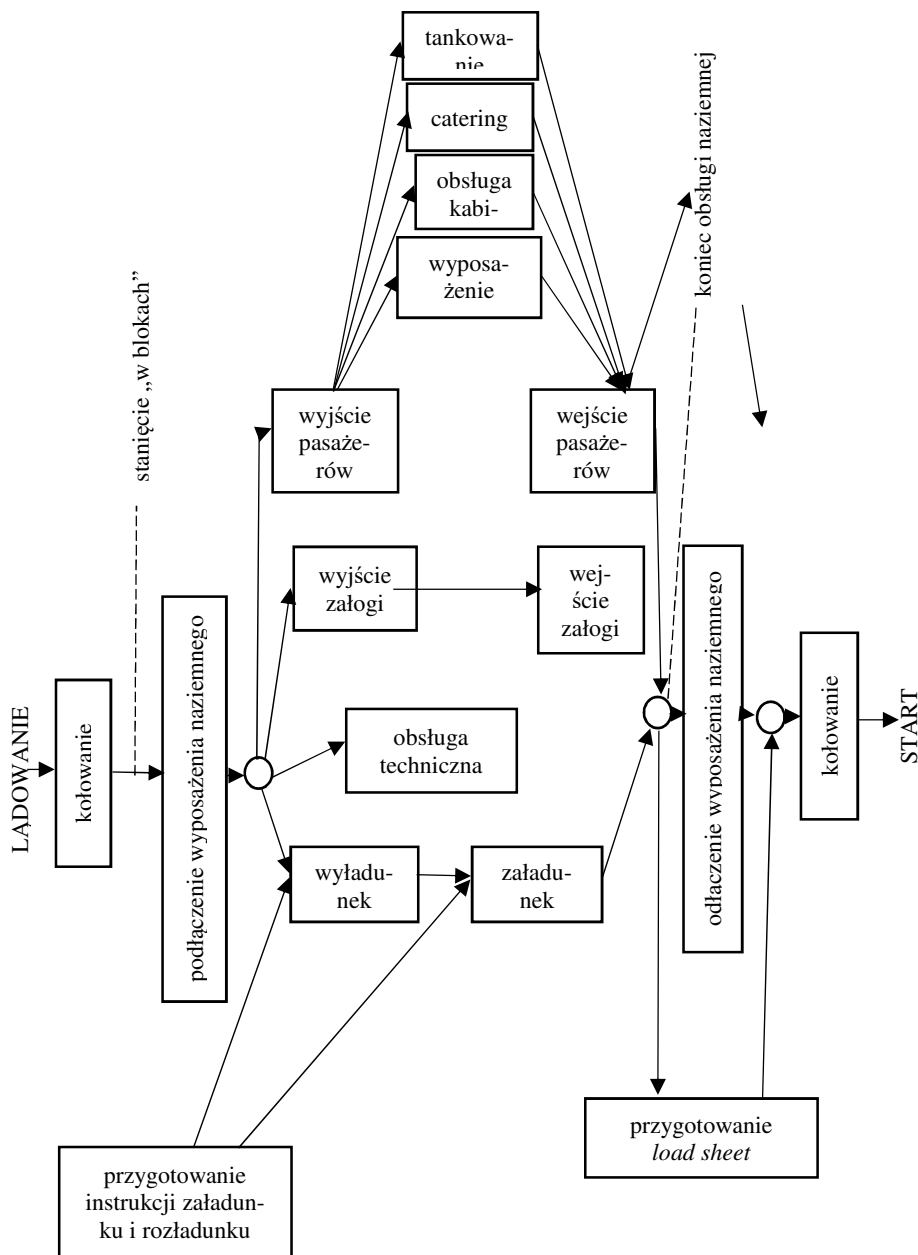 tankowa-
nie
catering
obsługa
kabi-
wyposa-
żenie
koniec obsługi naziemnej
stanięcie „w blokach”
wyjście
pasaże-
rów
wejście
pasaże-
rów
wyjście
załogi
wej-
ście
załogi
LĄDOWANIE
kołowanie
podłączenie wyposażenia naziemnego
obsługa
techniczna
odłaczenie wyposażenia naziemnego
kołowanie
START
wyładu-
nek
załadu-
nek
przygotowanie
load sheet
przygotowanie
instrukcji załadun-
ku i rozładunku